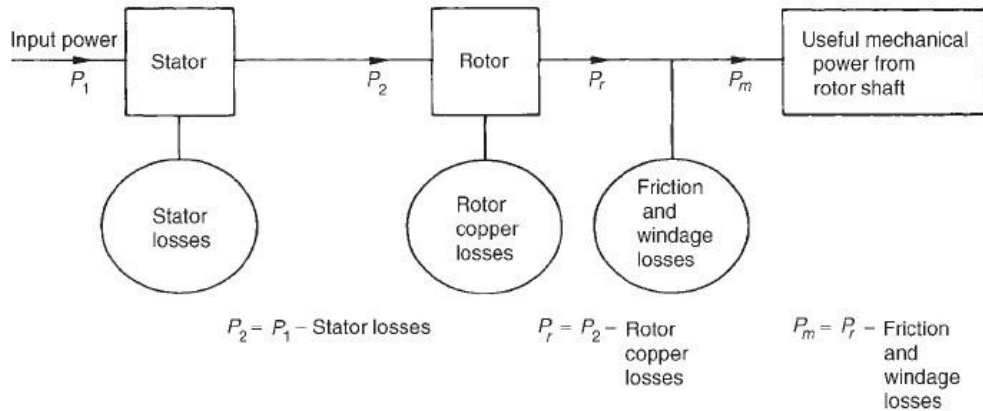 Input power
P1
Stator
P2
Rotor
Pr
Pm
Useful mechanical
power from
rotor shaft
Stator
losses
Rotor
copper
losses
Friction
and
windage
losses
P2 = P1 – Stator losses
Pr = P2 – Rotor
copper
losses
Pm = Pr – Friction
and
windage
losses